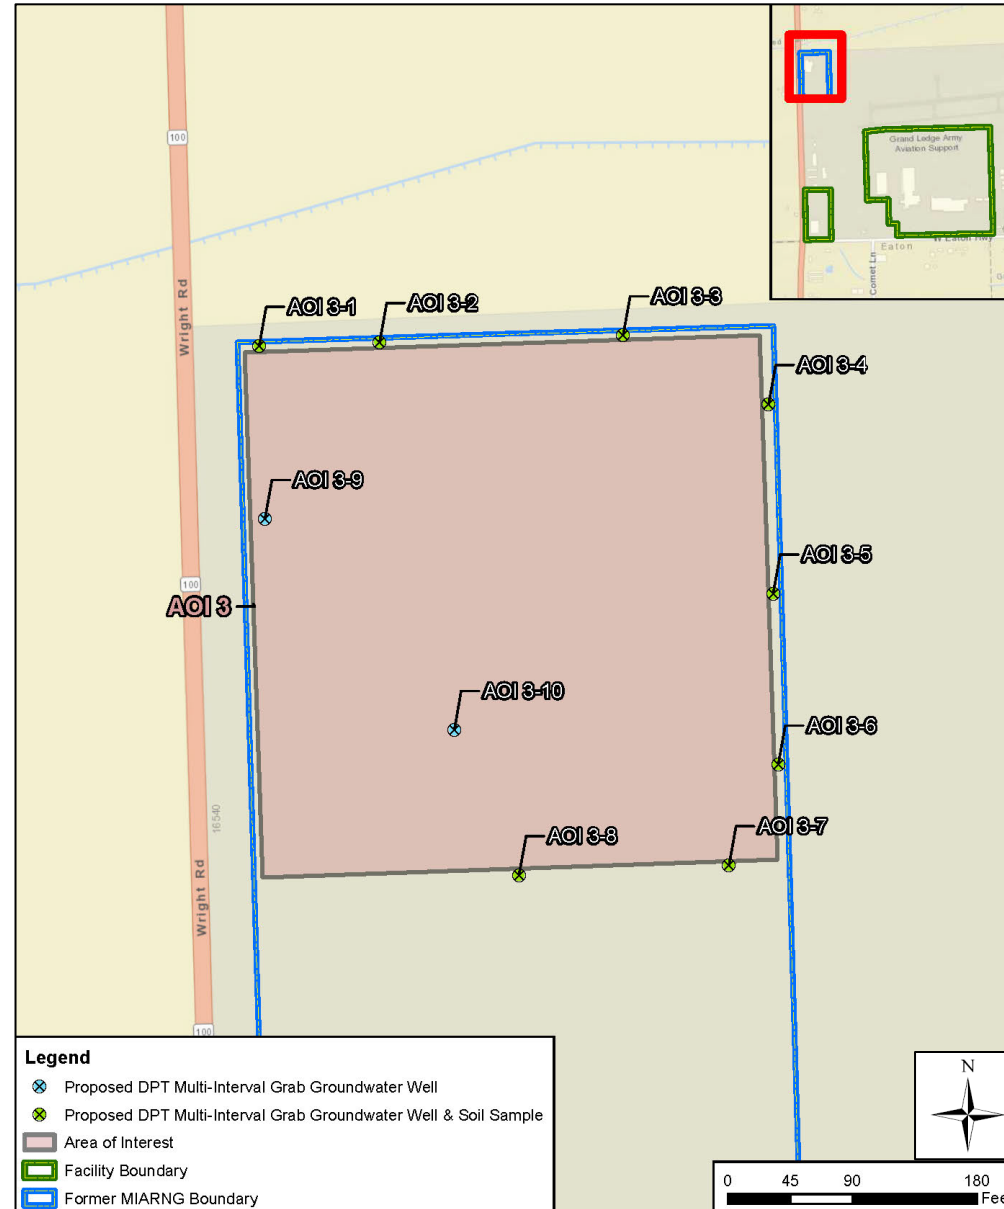 100
Wright Rd
AOI 3-1
AOI 3-2
AOI 3-3
AOI 3-4
AOI 3-9
AOI 3-5
100
AOI 3
AOI 3-10
AOI 3-6
16540
AOI 3-8
AOI 3-7
Wright Rd
100
Grand Ledge Army
Aviation Support
W Eaton Hwy
Eaton
Comet Ln
Legend
Proposed DPT Multi-Interval Grab Groundwater Well
Proposed DPT Multi-Interval Grab Groundwater Well & Soil Sample
Area of Interest
Facility Boundary
Former MIARNG Boundary
N
0 45 90 180
Fee